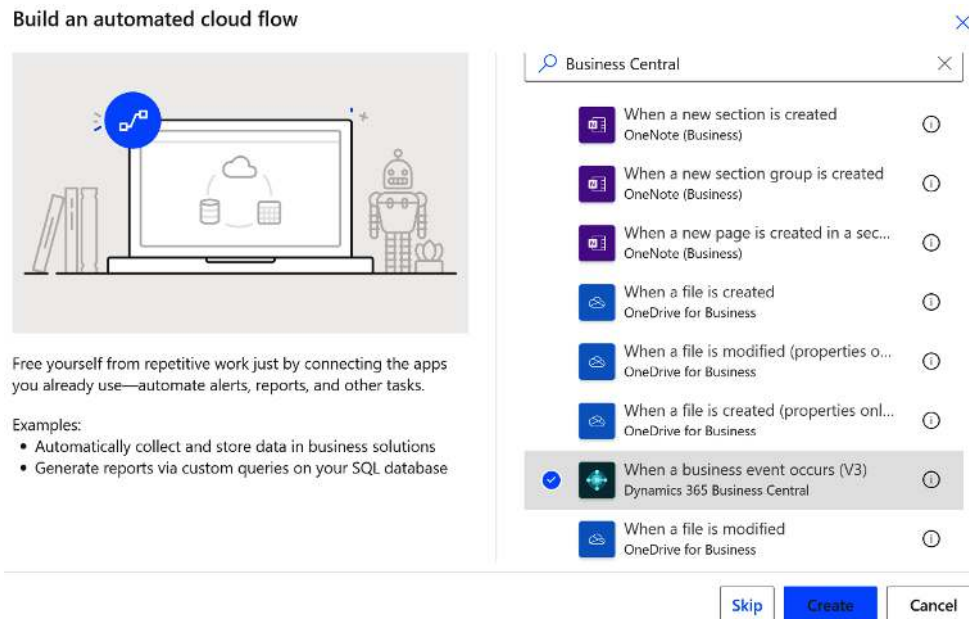 Build an automated cloud flow
Free yourself from repetitive work just by connecting the apps
you already use—automate alerts, reports, and other tasks.
Examples:
• Automatically collect and store data in business solutions
• Generate reports via custom queries on your SQL database
Business Central
When a new section is created
OneNote (Business)
When a new section group is created
OneNote (Business)
When a new page is created in a sec...
OneNote (Business)
When a file is created
OneDrive for Business
When a file is modified (properties o...
OneDrive for Business
When a file is created (properties onl...
OneDrive for Business
When a business event occurs (V3)
Dynamics 365 Business Central
When a file is modified
OneDrive for Business
Skip
Create
Cancel